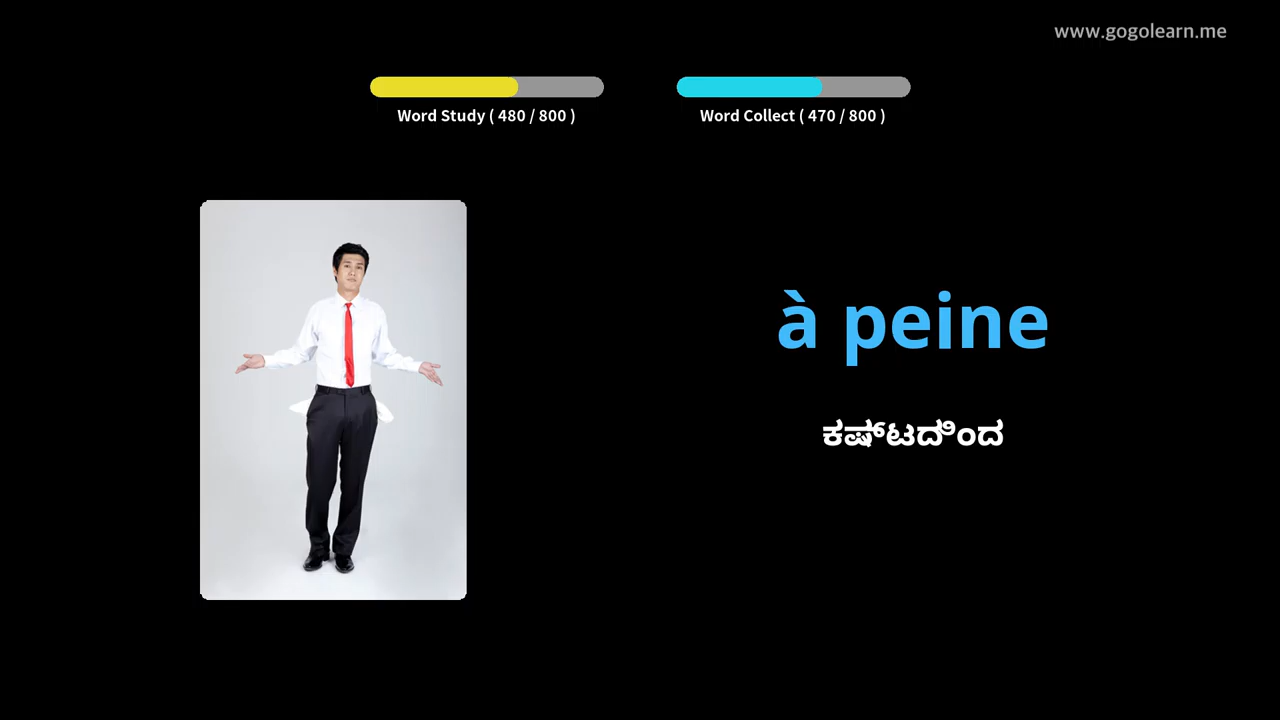 www.gogolearn.me
Word Study ( 480 / 800 )
Word Collect ( 470 / 800 )
à peine
ಕಷ್ಟದಿಂದ